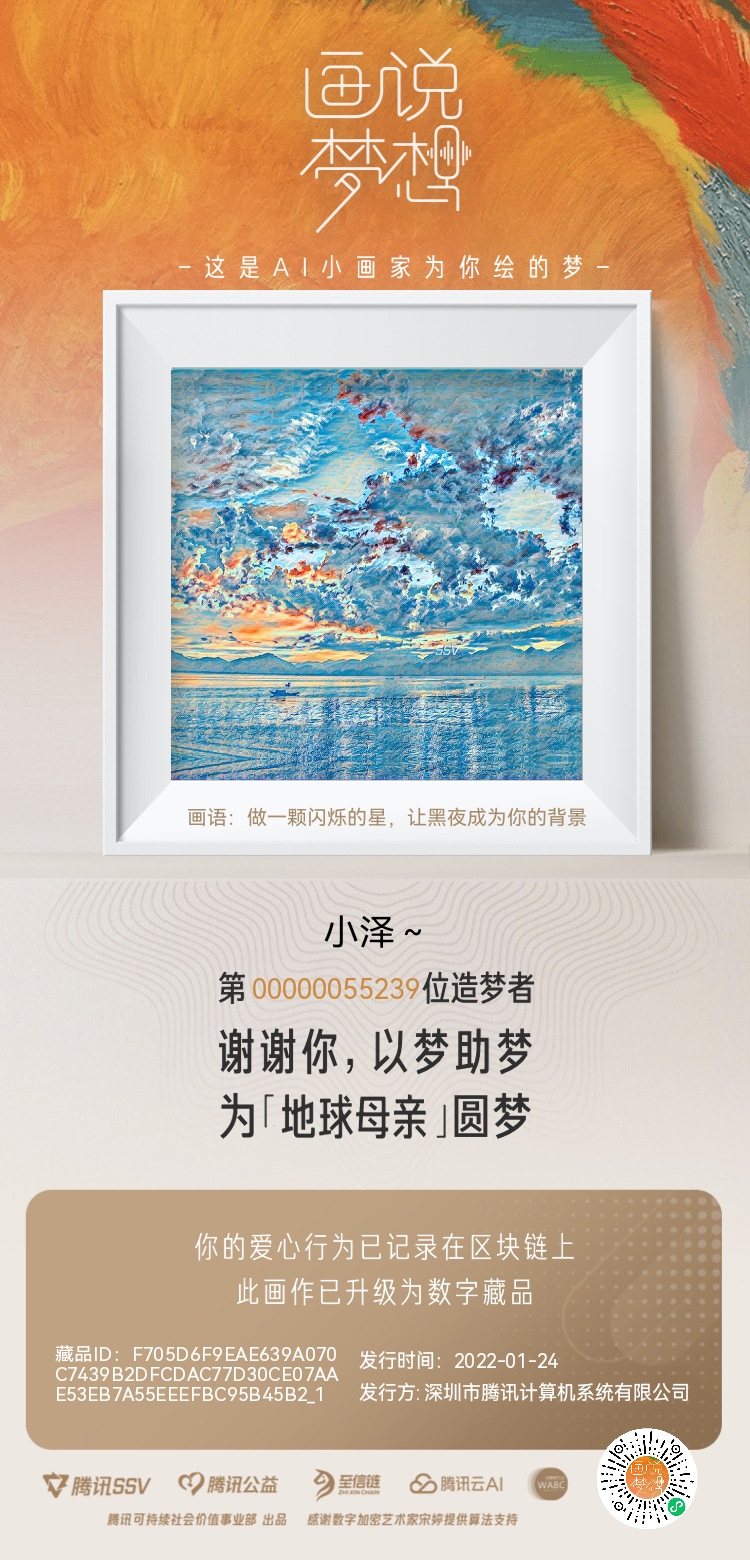 画说
梦想
- 这是AI小画家为你绘的梦 -
SSV
画语：做一颗闪烁的星，让黑夜成为你的背景
小泽 ~
第00000055239位造梦者
谢谢你，以梦助梦
为「地球母亲」圆梦
你的爱心行为已记录在区块链上
此画作已升级为数字藏品
藏品ID：F705D6F9EAE639A070
C7439B2DFCDAC77D30CE07AA
E53EB7A55EEEFBC95B45B2_1
发行时间：2022-01-24
发行方：深圳市腾讯计算机系统有限公司
腾讯SSV 腾讯公益 至信链 ZHI XIN CHAIN 腾讯云AI WABC
画说
梦想
腾讯可持续社会价值事业部 出品 感谢数字加密艺术家宋婷提供算法支持